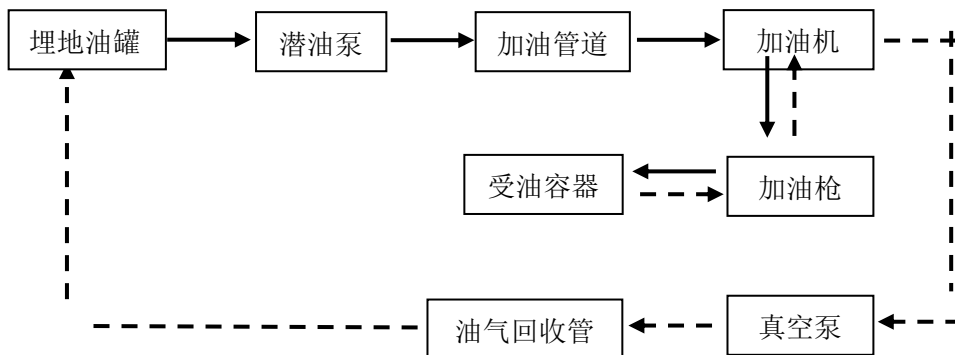 埋地油罐
潜油泵
加油管道
加油机
受油容器
加油枪
油气回收管
真空泵